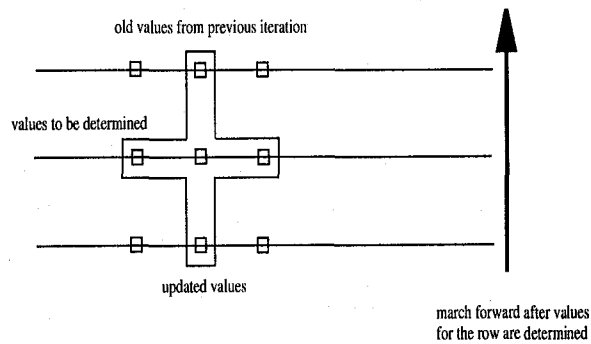 old values from previous iteration
values to be determined
updated values
march forward after values
for the row are determined